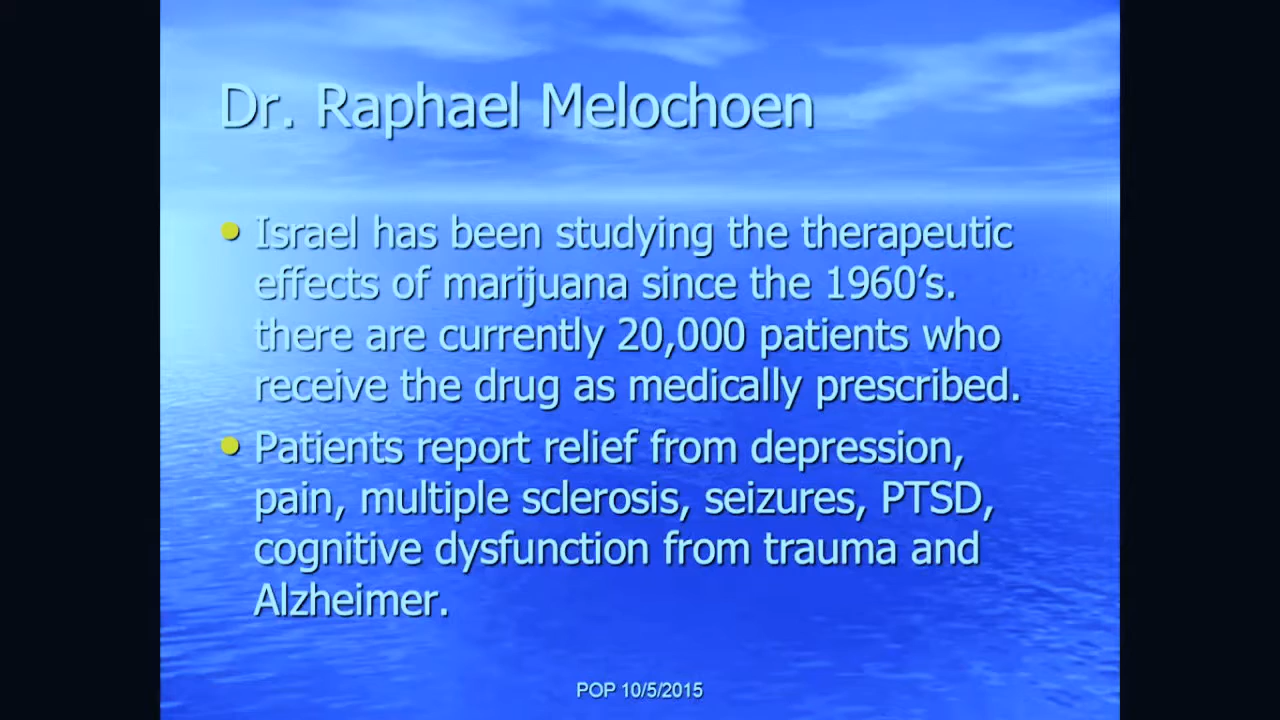 Dr. Raphael Melochoen
• Israel has been studying the therapeutic
effects of marijuana since the 1960’s.
there are currently 20,000 patients who
receive the drug as medically prescribed.
• Patients report relief from depression,
pain, multiple sclerosis, seizures, PTSD,
cognitive dysfunction from trauma and
Alzheimer.
POP 10/5/2015